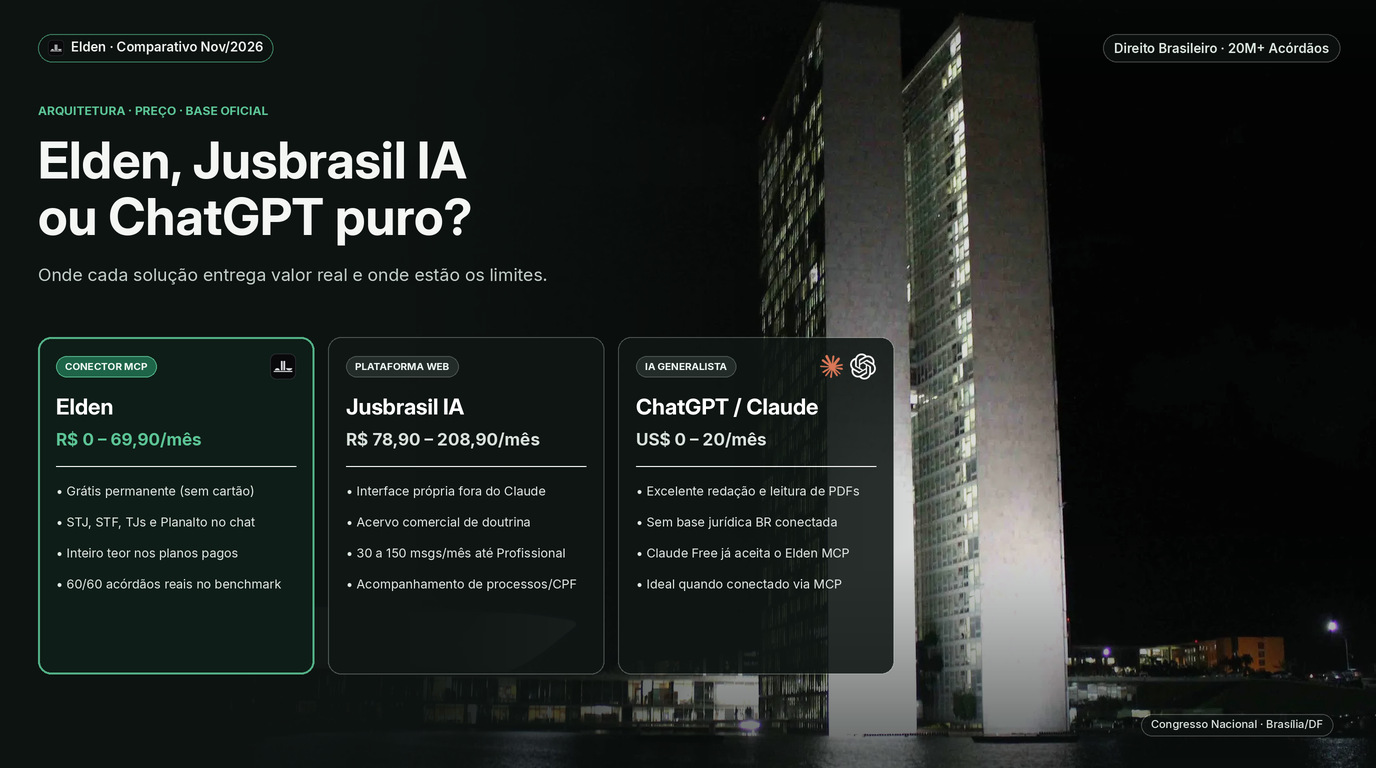 Elden · Comparativo Nov/2026
Direito Brasileiro · 20M+ Acórdãos
ARQUITETURA · PREÇO · BASE OFICIAL
Elden, Jusbrasil IA
ou ChatGPT puro?
Onde cada solução entrega valor real e onde estão os limites.
CONECTOR MCP
Elden
R$ 0 – 69,90/mês
• Grátis permanente (sem cartão)
• STJ, STF, TJs e Planalto no chat
• Inteiro teor nos planos pagos
• 60/60 acórdãos reais no benchmark
PLATAFORMA WEB
Jusbrasil IA
R$ 78,90 – 208,90/mês
• Interface própria fora do Claude
• Acervo comercial de doutrina
• 30 a 150 msgs/mês até Profissional
• Acompanhamento de processos/CPF
IA GENERALISTA
ChatGPT / Claude
US$ 0 – 20/mês
• Excelente redação e leitura de PDFs
• Sem base jurídica BR conectada
• Claude Free já aceita o Elden MCP
• Ideal quando conectado via MCP
Congresso Nacional · Brasília/DF